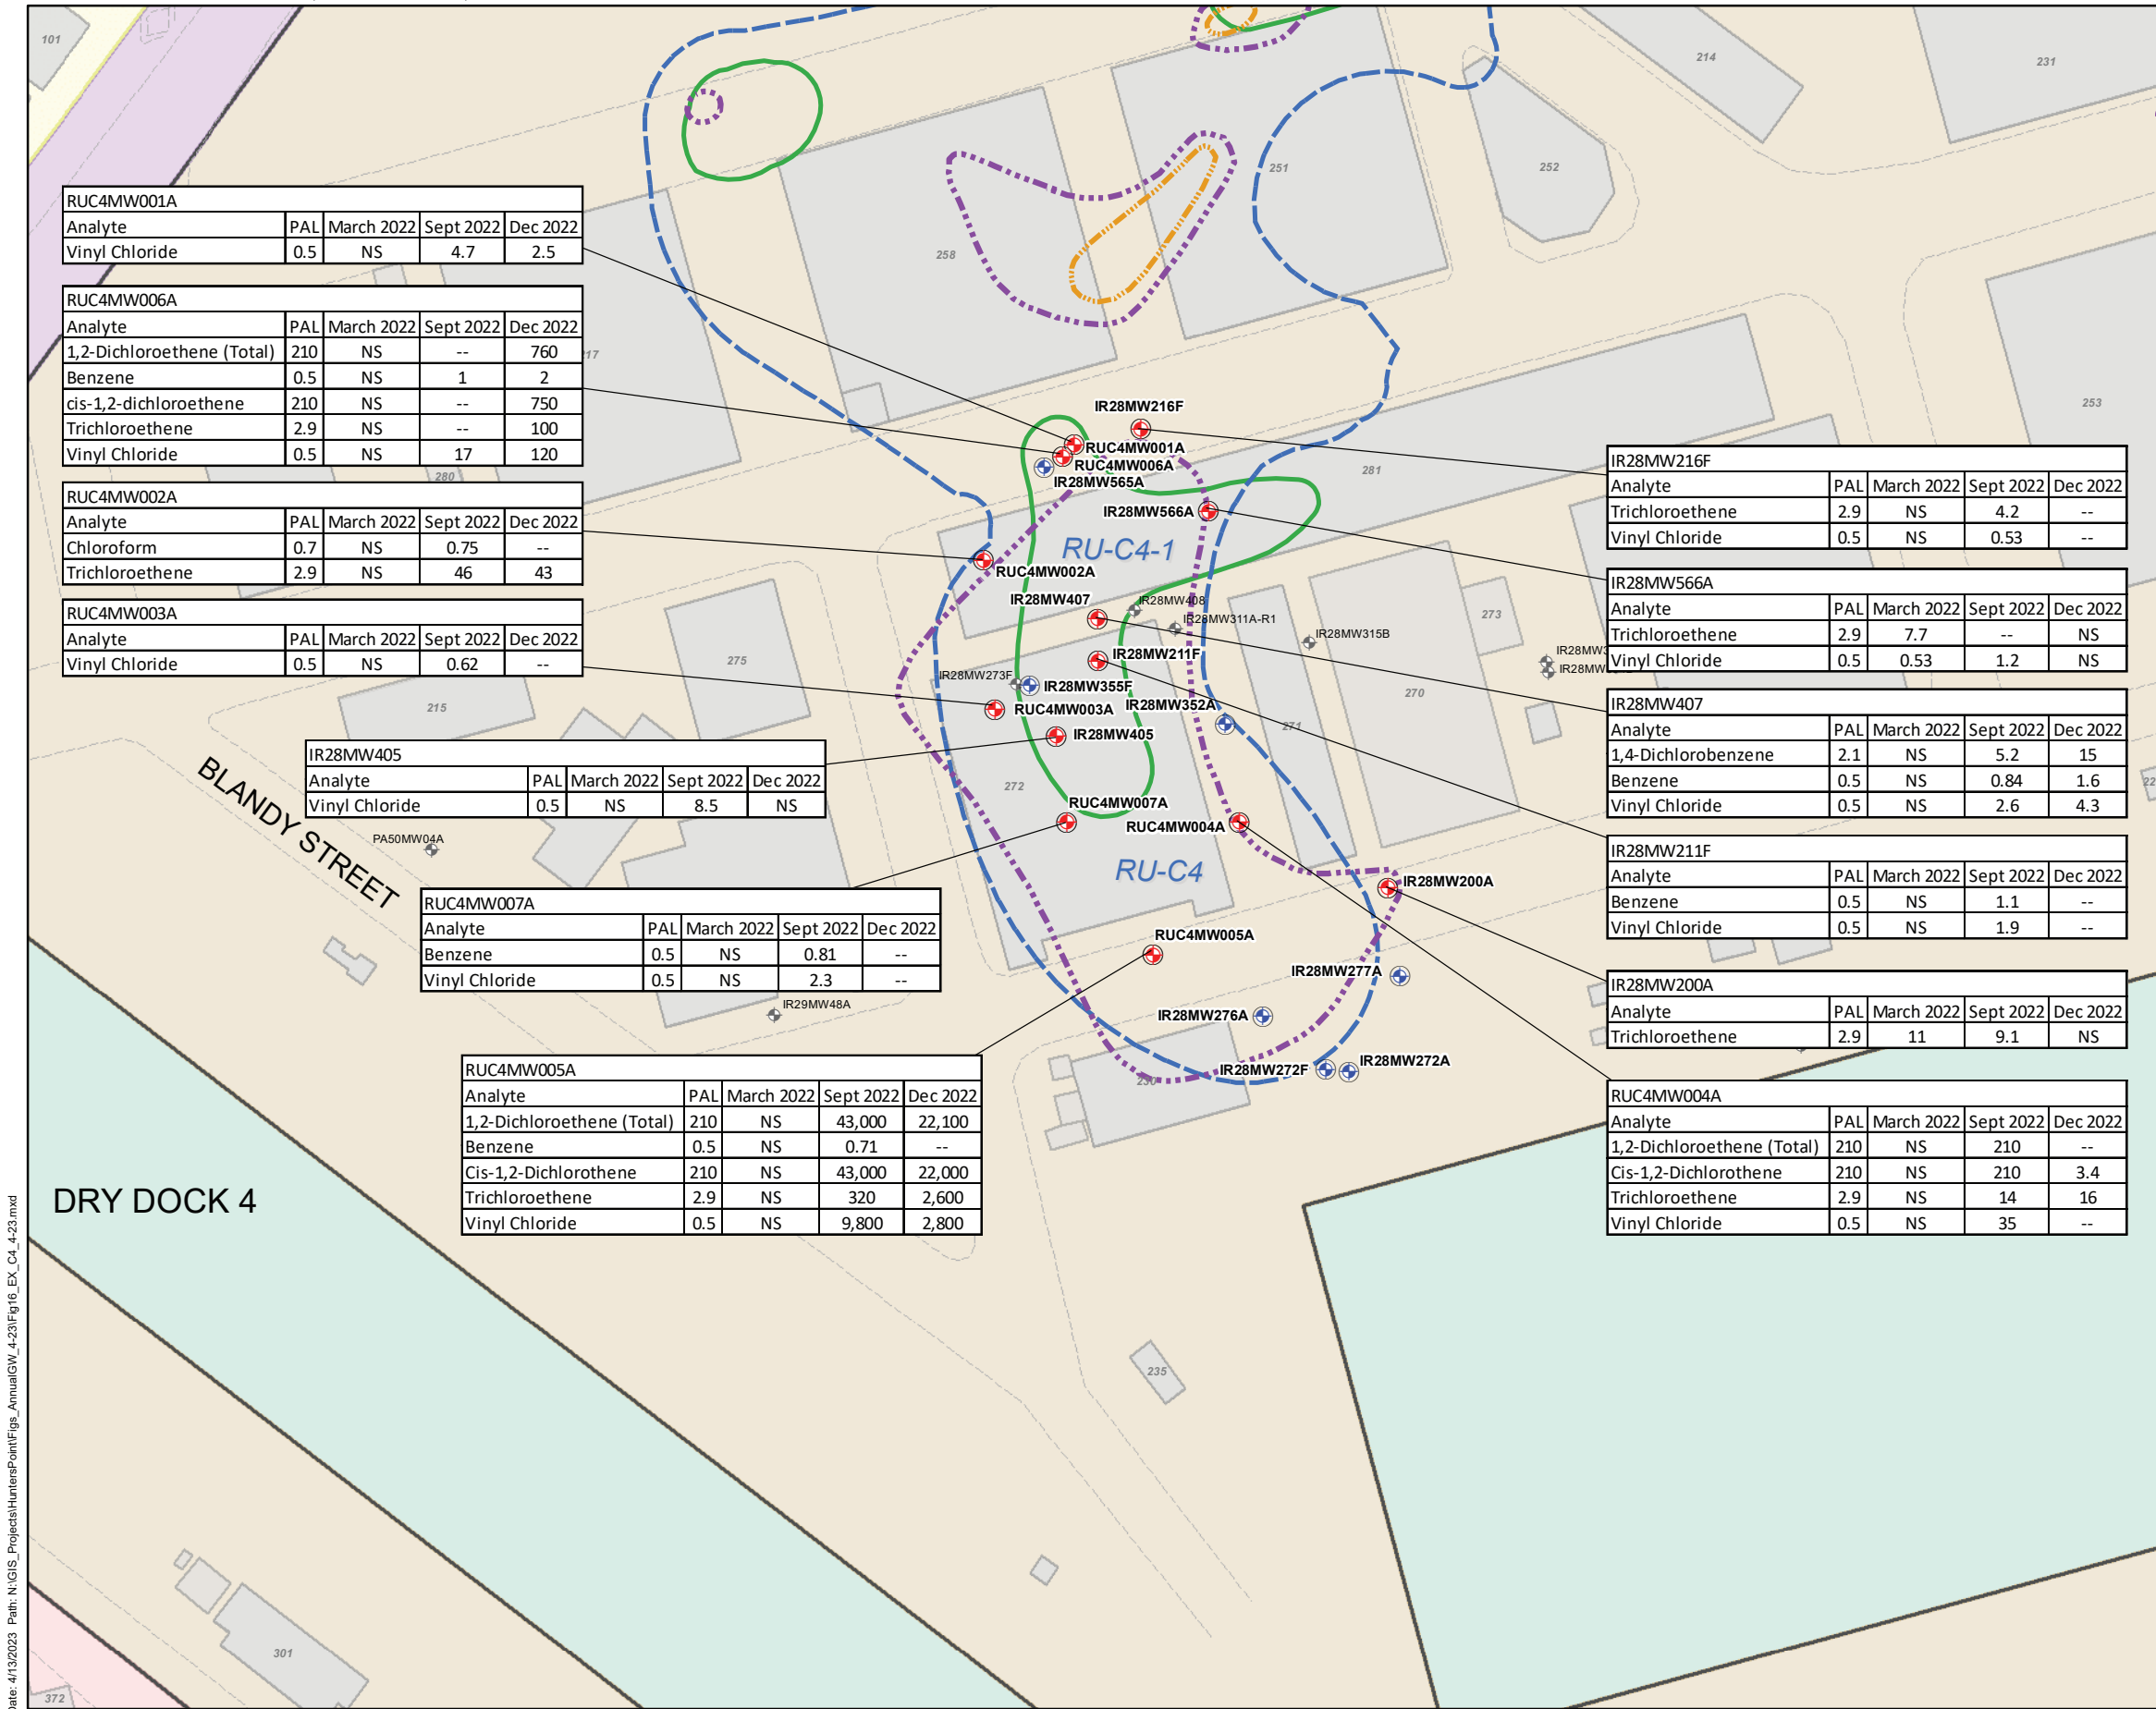 101
214
231
251
252
258
RUC4MW001A
Analyte PAL March 2022 Sept 2022 Dec 2022
Vinyl Chloride 0.5 NS 4.7 2.5
RUC4MW006A
Analyte PAL March 2022 Sept 2022 Dec 2022
1,2-Dichloroethene (Total) 210 NS -- 760
Benzene 0.5 NS 1 2
cis-1,2-dichloroethene 210 NS -- 750
Trichloroethene 2.9 NS -- 100
Vinyl Chloride 0.5 NS 17 120
17
253
280
281
RUC4MW002A
Analyte PAL March 2022 Sept 2022 Dec 2022
Chloroform 0.7 NS 0.75 --
Trichloroethene 2.9 NS 46 43
RUC4MW003A
Analyte PAL March 2022 Sept 2022 Dec 2022
Vinyl Chloride 0.5 NS 0.62 --
IR28MW216F
RUC4MW001A
RUC4MW006A
IR28MW565A
IR28MW566A
RU-C4-1
RUC4MW002A
IR28MW407
IR28MW408
IR28MW311A-R1
IR28MW315B
273
IR28MW3
IR28MW
IR28MW211F
275
IR28MW273F
IR28MW355F
IR28MW352A
RUC4MW003A
270
271
215
IR28MW405
272
RUC4MW007A
RUC4MW004A
RU-C4
IR28MW200A
RUC4MW005A
IR28MW277A
IR28MW276A
IR28MW272F
IR28MW272A
230
IR28MW216F
Analyte PAL March 2022 Sept 2022 Dec 2022
Trichloroethene 2.9 NS 4.2 --
Vinyl Chloride 0.5 NS 0.53 --
IR28MW566A
Analyte PAL March 2022 Sept 2022 Dec 2022
Trichloroethene 2.9 7.7 -- NS
Vinyl Chloride 0.5 0.53 1.2 NS
IR28MW407
Analyte PAL March 2022 Sept 2022 Dec 2022
1,4-Dichlorobenzene 2.1 NS 5.2 15
Benzene 0.5 NS 0.84 1.6
Vinyl Chloride 0.5 NS 2.6 4.3
22
IR28MW211F
Analyte PAL March 2022 Sept 2022 Dec 2022
Benzene 0.5 NS 1.1 --
Vinyl Chloride 0.5 NS 1.9 --
IR28MW200A
Analyte PAL March 2022 Sept 2022 Dec 2022
Trichloroethene 2.9 11 9.1 NS
RUC4MW004A
Analyte PAL March 2022 Sept 2022 Dec 2022
1,2-Dichloroethene (Total) 210 NS 210 --
Cis-1,2-Dichlorothene 210 NS 210 3.4
Trichloroethene 2.9 NS 14 16
Vinyl Chloride 0.5 NS 35 --
IR28MW405
Analyte PAL March 2022 Sept 2022 Dec 2022
Vinyl Chloride 0.5 NS 8.5 NS
BLANDY STREET
PA50MW04A
RUC4MW007A
Analyte PAL March 2022 Sept 2022 Dec 2022
Benzene 0.5 NS 0.81 --
Vinyl Chloride 0.5 NS 2.3 --
IR29MW48A
RUC4MW005A
Analyte PAL March 2022 Sept 2022 Dec 2022
1,2-Dichloroethene (Total) 210 NS 43,000 22,100
Benzene 0.5 NS 0.71 --
Cis-1,2-Dichlorothene 210 NS 43,000 22,000
Trichloroethene 2.9 NS 320 2,600
Vinyl Chloride 0.5 NS 9,800 2,800
DRY DOCK 4
235
301
372
Date: 4/13/2023 Path: N:\GIS_Projects\HuntersPoint\Figs_AnnualGW_4-23\Fig16_EX_C4_4-23.mxd